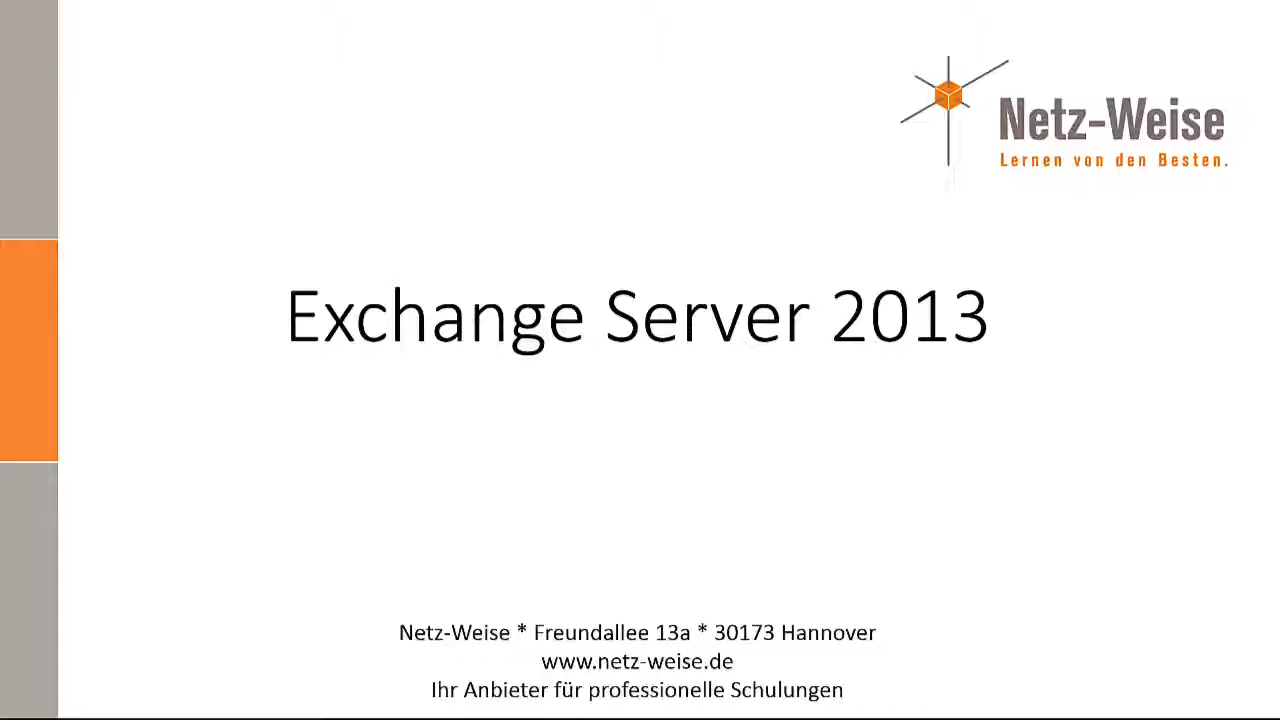 Netz-Weise
Lernen von den Besten.
Exchange Server 2013
Netz-Weise * Freundallee 13a * 30173 Hannover
www.netz-weise.de
Ihr Anbieter für professionelle Schulungen